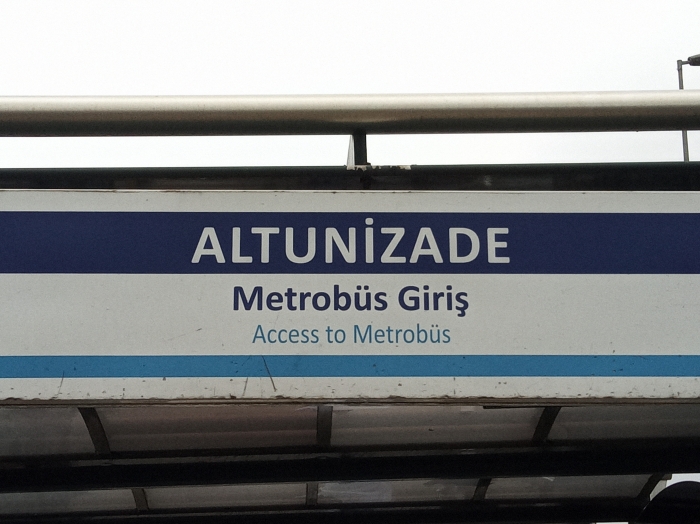 ALTUNİZADE
Metrobüs Giriş
Access to Metrobüs